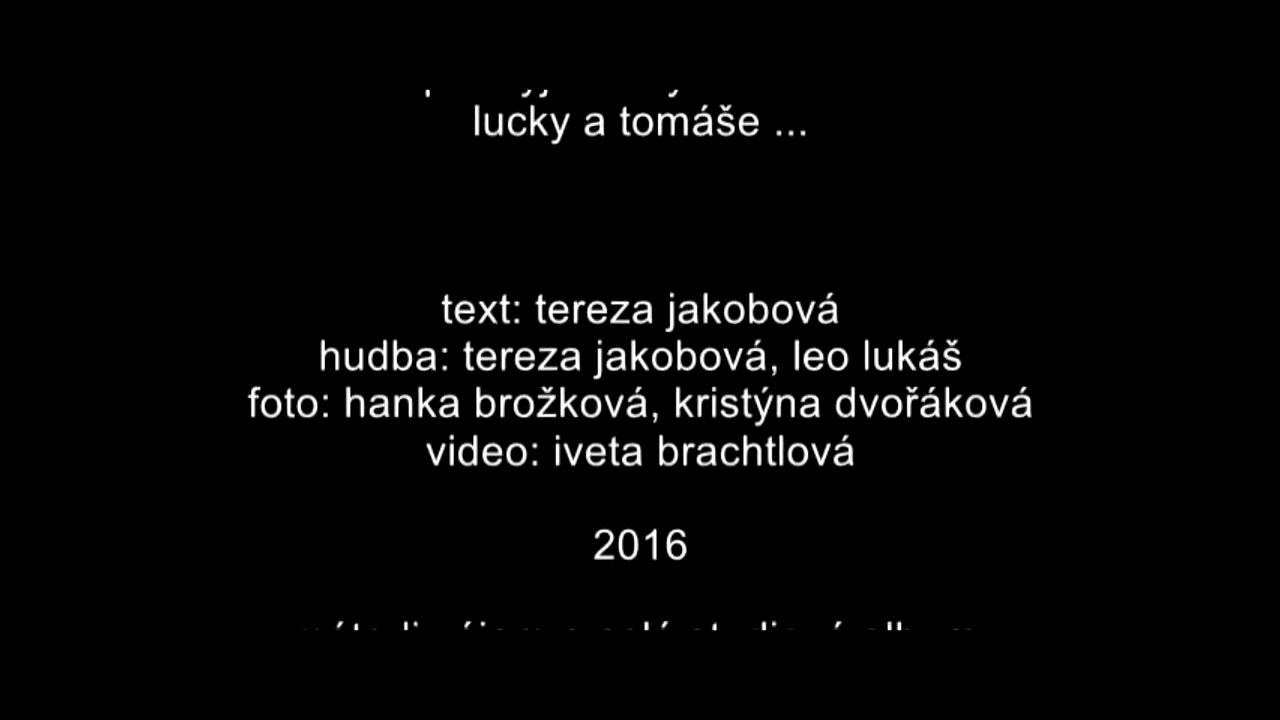 lucky a tomáše ...
text: tereza jakobová
hudba: tereza jakobová, leo lukáš
foto: hanka brožková, kristýna dvořáková
video: iveta brachtlová
2016